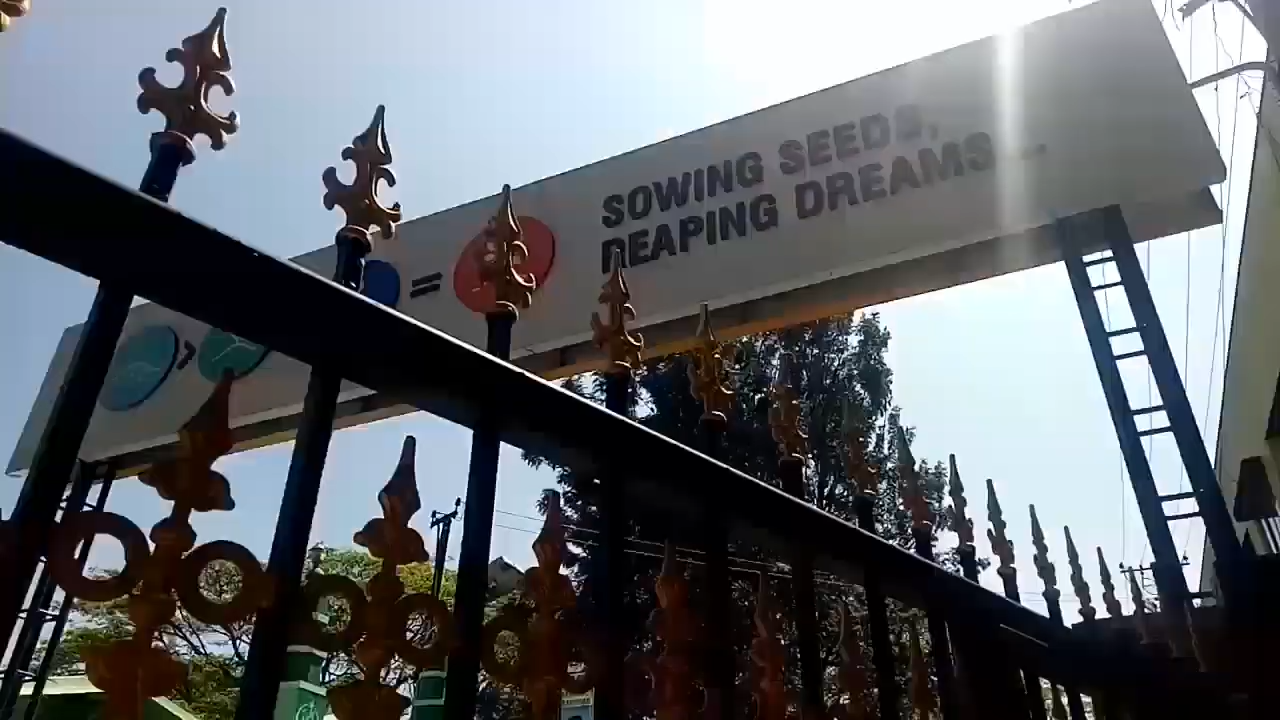 > = SOWING SEEDS,
REAPING DREAMS...